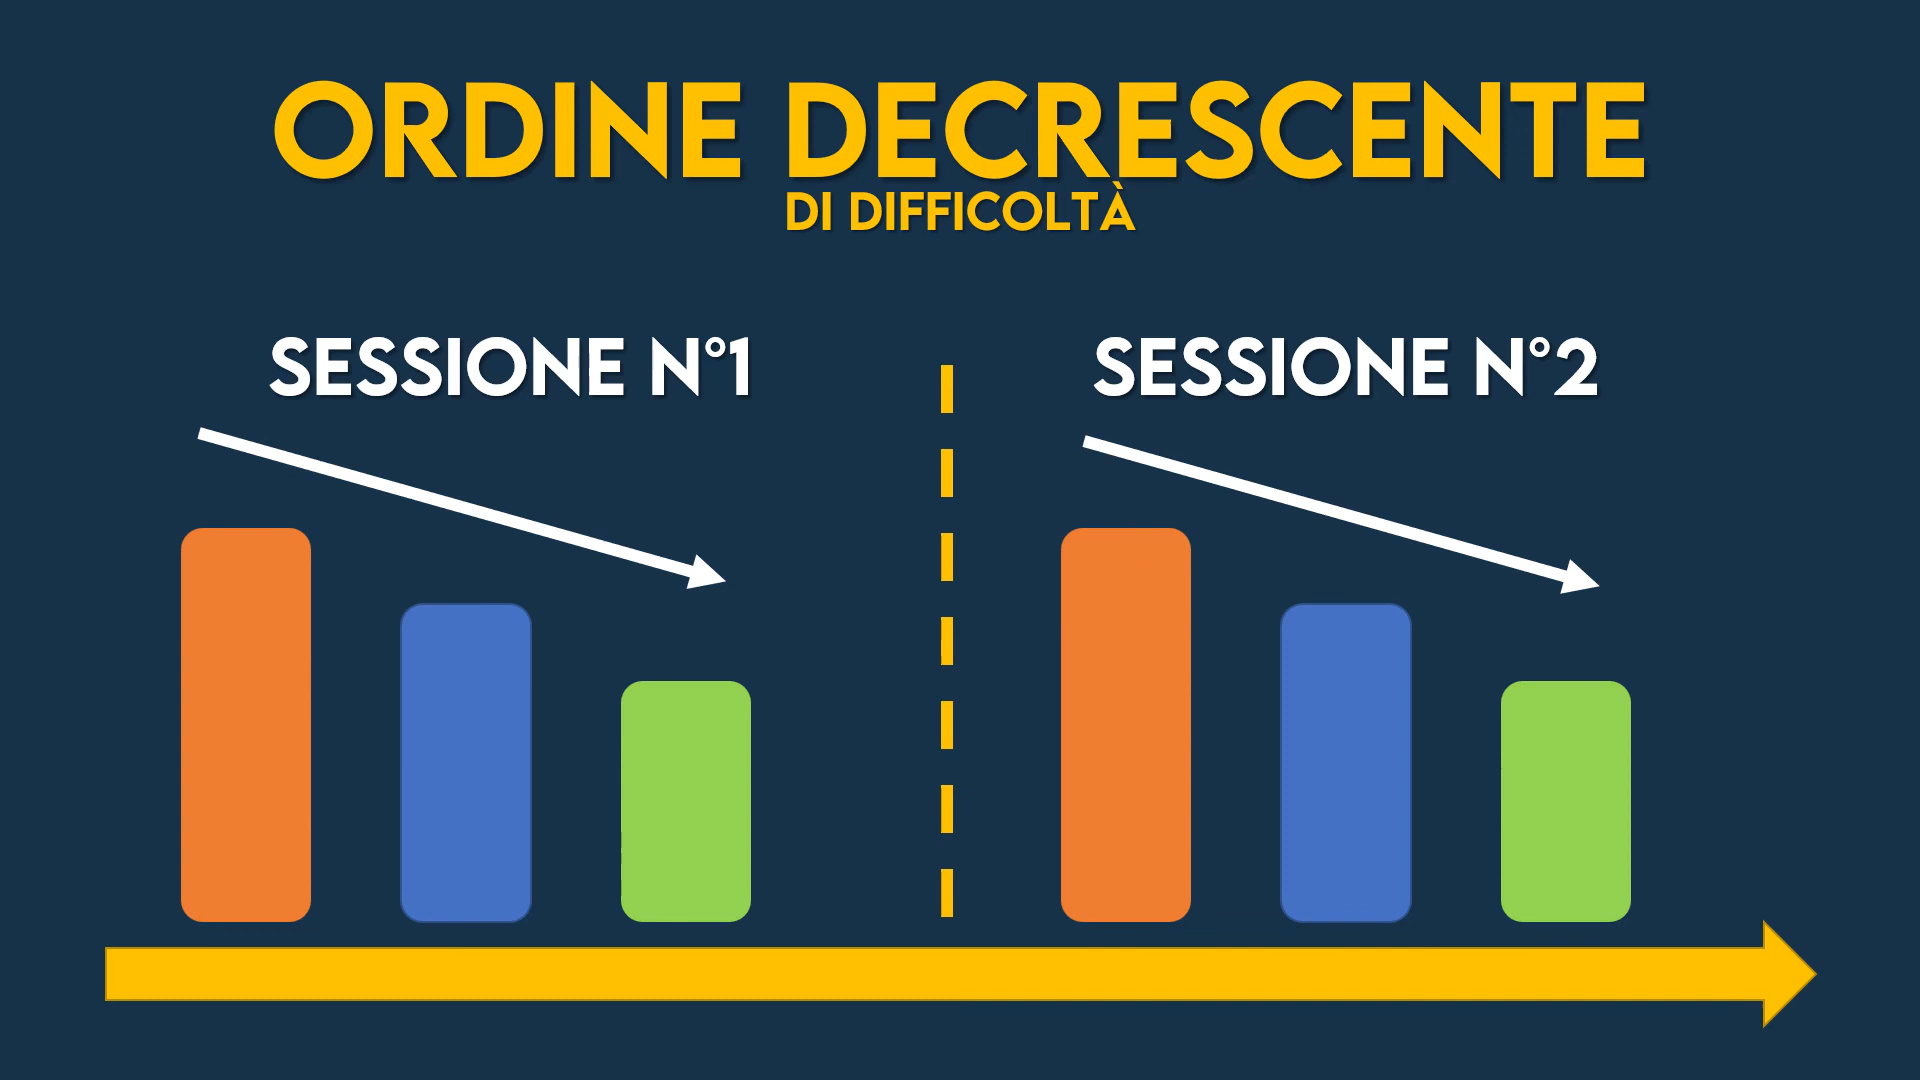 ORDINE DECRESCENTE
DI DIFFICOLTÀ
SESSIONE N°1
SESSIONE N°2